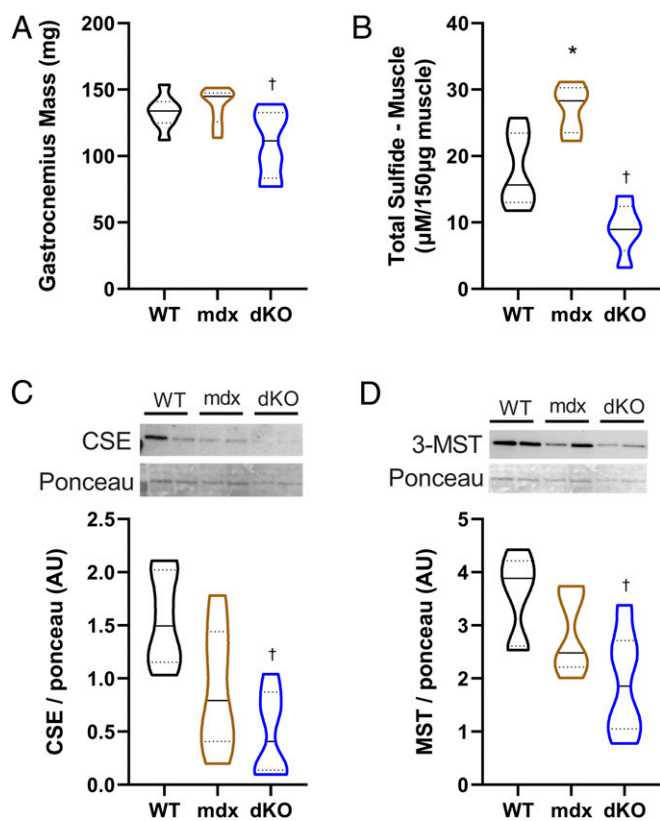 A
Gastrocnemius Mass (mg)
200
150
100
50
0
†
WT mdx dKO
B
Total Sulfide - Muscle
(µM/150µg muscle)
40
30
20
10
0
*
†
WT mdx dKO
C
WT mdx dKO
CSE
Ponceau
CSE / ponceau (AU)
2.5
2.0
1.5
1.0
0.5
0.0
†
WT mdx dKO
D
WT mdx dKO
3-MST
Ponceau
MST / ponceau (AU)
5
4
3
2
1
0
†
WT mdx dKO